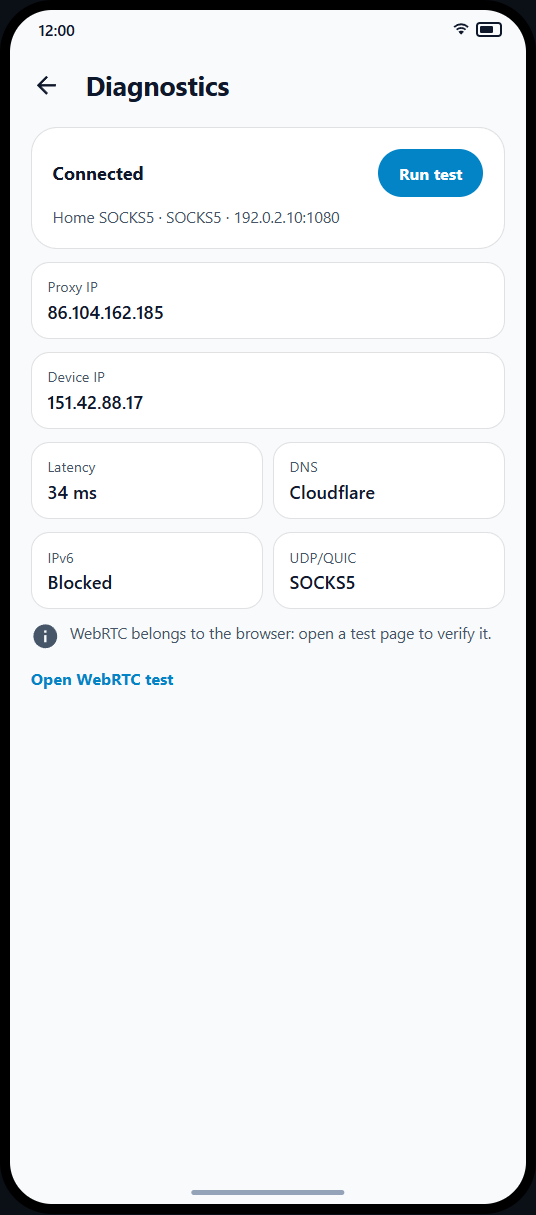 12:00
Diagnostics
Connected
Run test
Home SOCKS5 · SOCKS5 · 192.0.2.10:1080
Proxy IP
86.104.162.185
Device IP
151.42.88.17
Latency
34 ms
DNS
Cloudflare
IPv6
Blocked
UDP/QUIC
SOCKS5
WebRTC belongs to the browser: open a test page to verify it.
Open WebRTC test